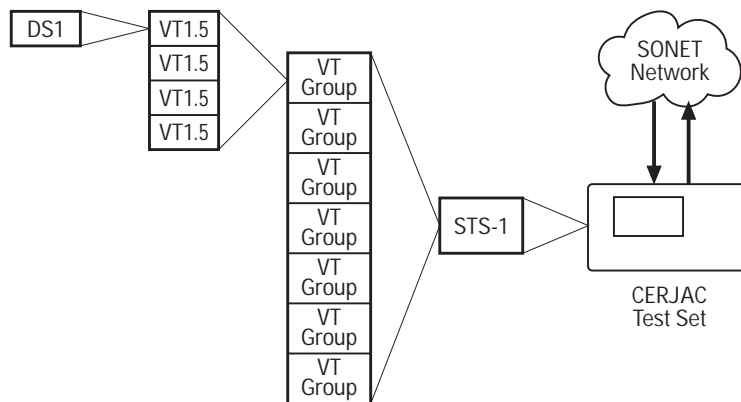 DS1
VT1.5
VT1.5
VT1.5
VT1.5
VT
Group
VT
Group
VT
Group
VT
Group
VT
Group
VT
Group
VT
Group
STS-1
SONET
Network
CERJAC
Test Set